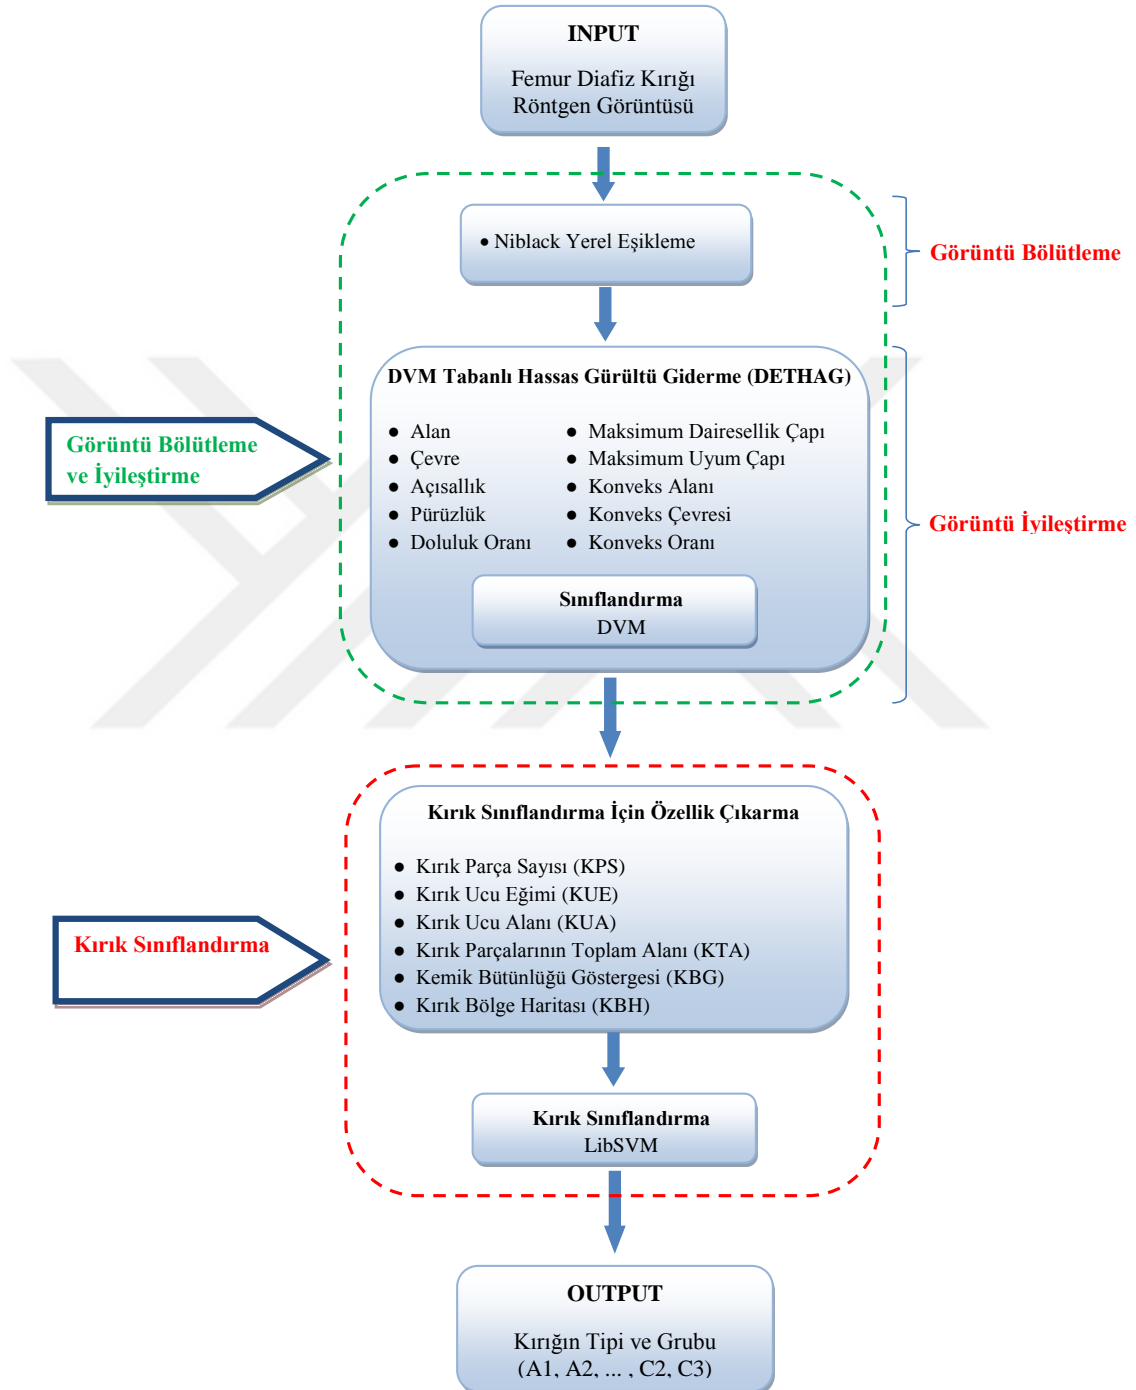 INPUT
Femur Diafiz Kırığı
Röntgen Görüntüsü
● Niblack Yerel Eşikleme
Görüntü Bölütleme
DVM Tabanlı Hassas Gürültü Giderme (DETHAG)
● Alan
● Çevre
● Açısallık
● Pürüzlük
● Doluluk Oranı
● Maksimum Dairesellik Çapı
● Maksimum Uyum Çapı
● Konveks Alanı
● Konveks Çevresi
● Konveks Oranı
Sınıflandırma
DVM
Görüntü Bölütleme
ve İyileştirme
Görüntü İyileştirme
Kırık Sınıflandırma İçin Özellik Çıkarma
● Kırık Parça Sayısı (KPS)
● Kırık Ucu Eğimi (KUE)
● Kırık Ucu Alanı (KUA)
● Kırık Parçalarının Toplam Alanı (KTA)
● Kemik Bütünlüğü Göstergesi (KBG)
● Kırık Bölge Haritası (KBH)
Kırık Sınıflandırma
Kırık Sınıflandırma
LibSVM
OUTPUT
Kırığın Tipi ve Grubu
(A1, A2, ... , C2, C3)